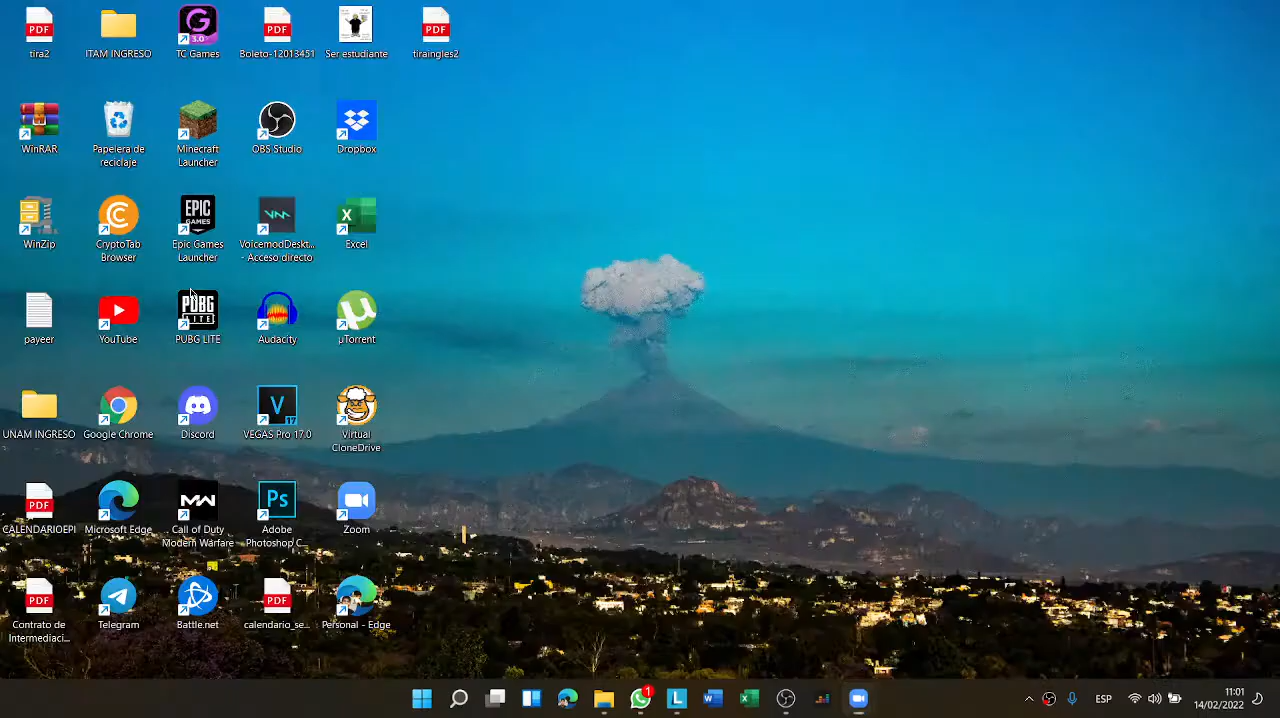 tira2
ITAM INGRESO
TC Games
Boleto-12013451
Ser estudiante
tiraingles2
WinRAR
Papelera de
reciclaje
Minecraft
Launcher
OBS Studio
Dropbox
WinZip
CryptoTab
Browser
Epic Games
Launcher
VoicemodDeskt...
- Acceso directo
Excel
payeer
YouTube
PUBG LITE
Audacity
µTorrent
UNAM INGRESO
Google Chrome
Discord
VEGAS Pro 17.0
Virtual
CloneDrive
CALENDARIOEPI
Microsoft Edge
Call of Duty
Modern Warfare
Adobe
Photoshop C...
Zoom
Contrato de
Intermediaci...
Telegram
Battle.net
calendario_se...
Personal - Edge
ESP
11:01
14/02/2022